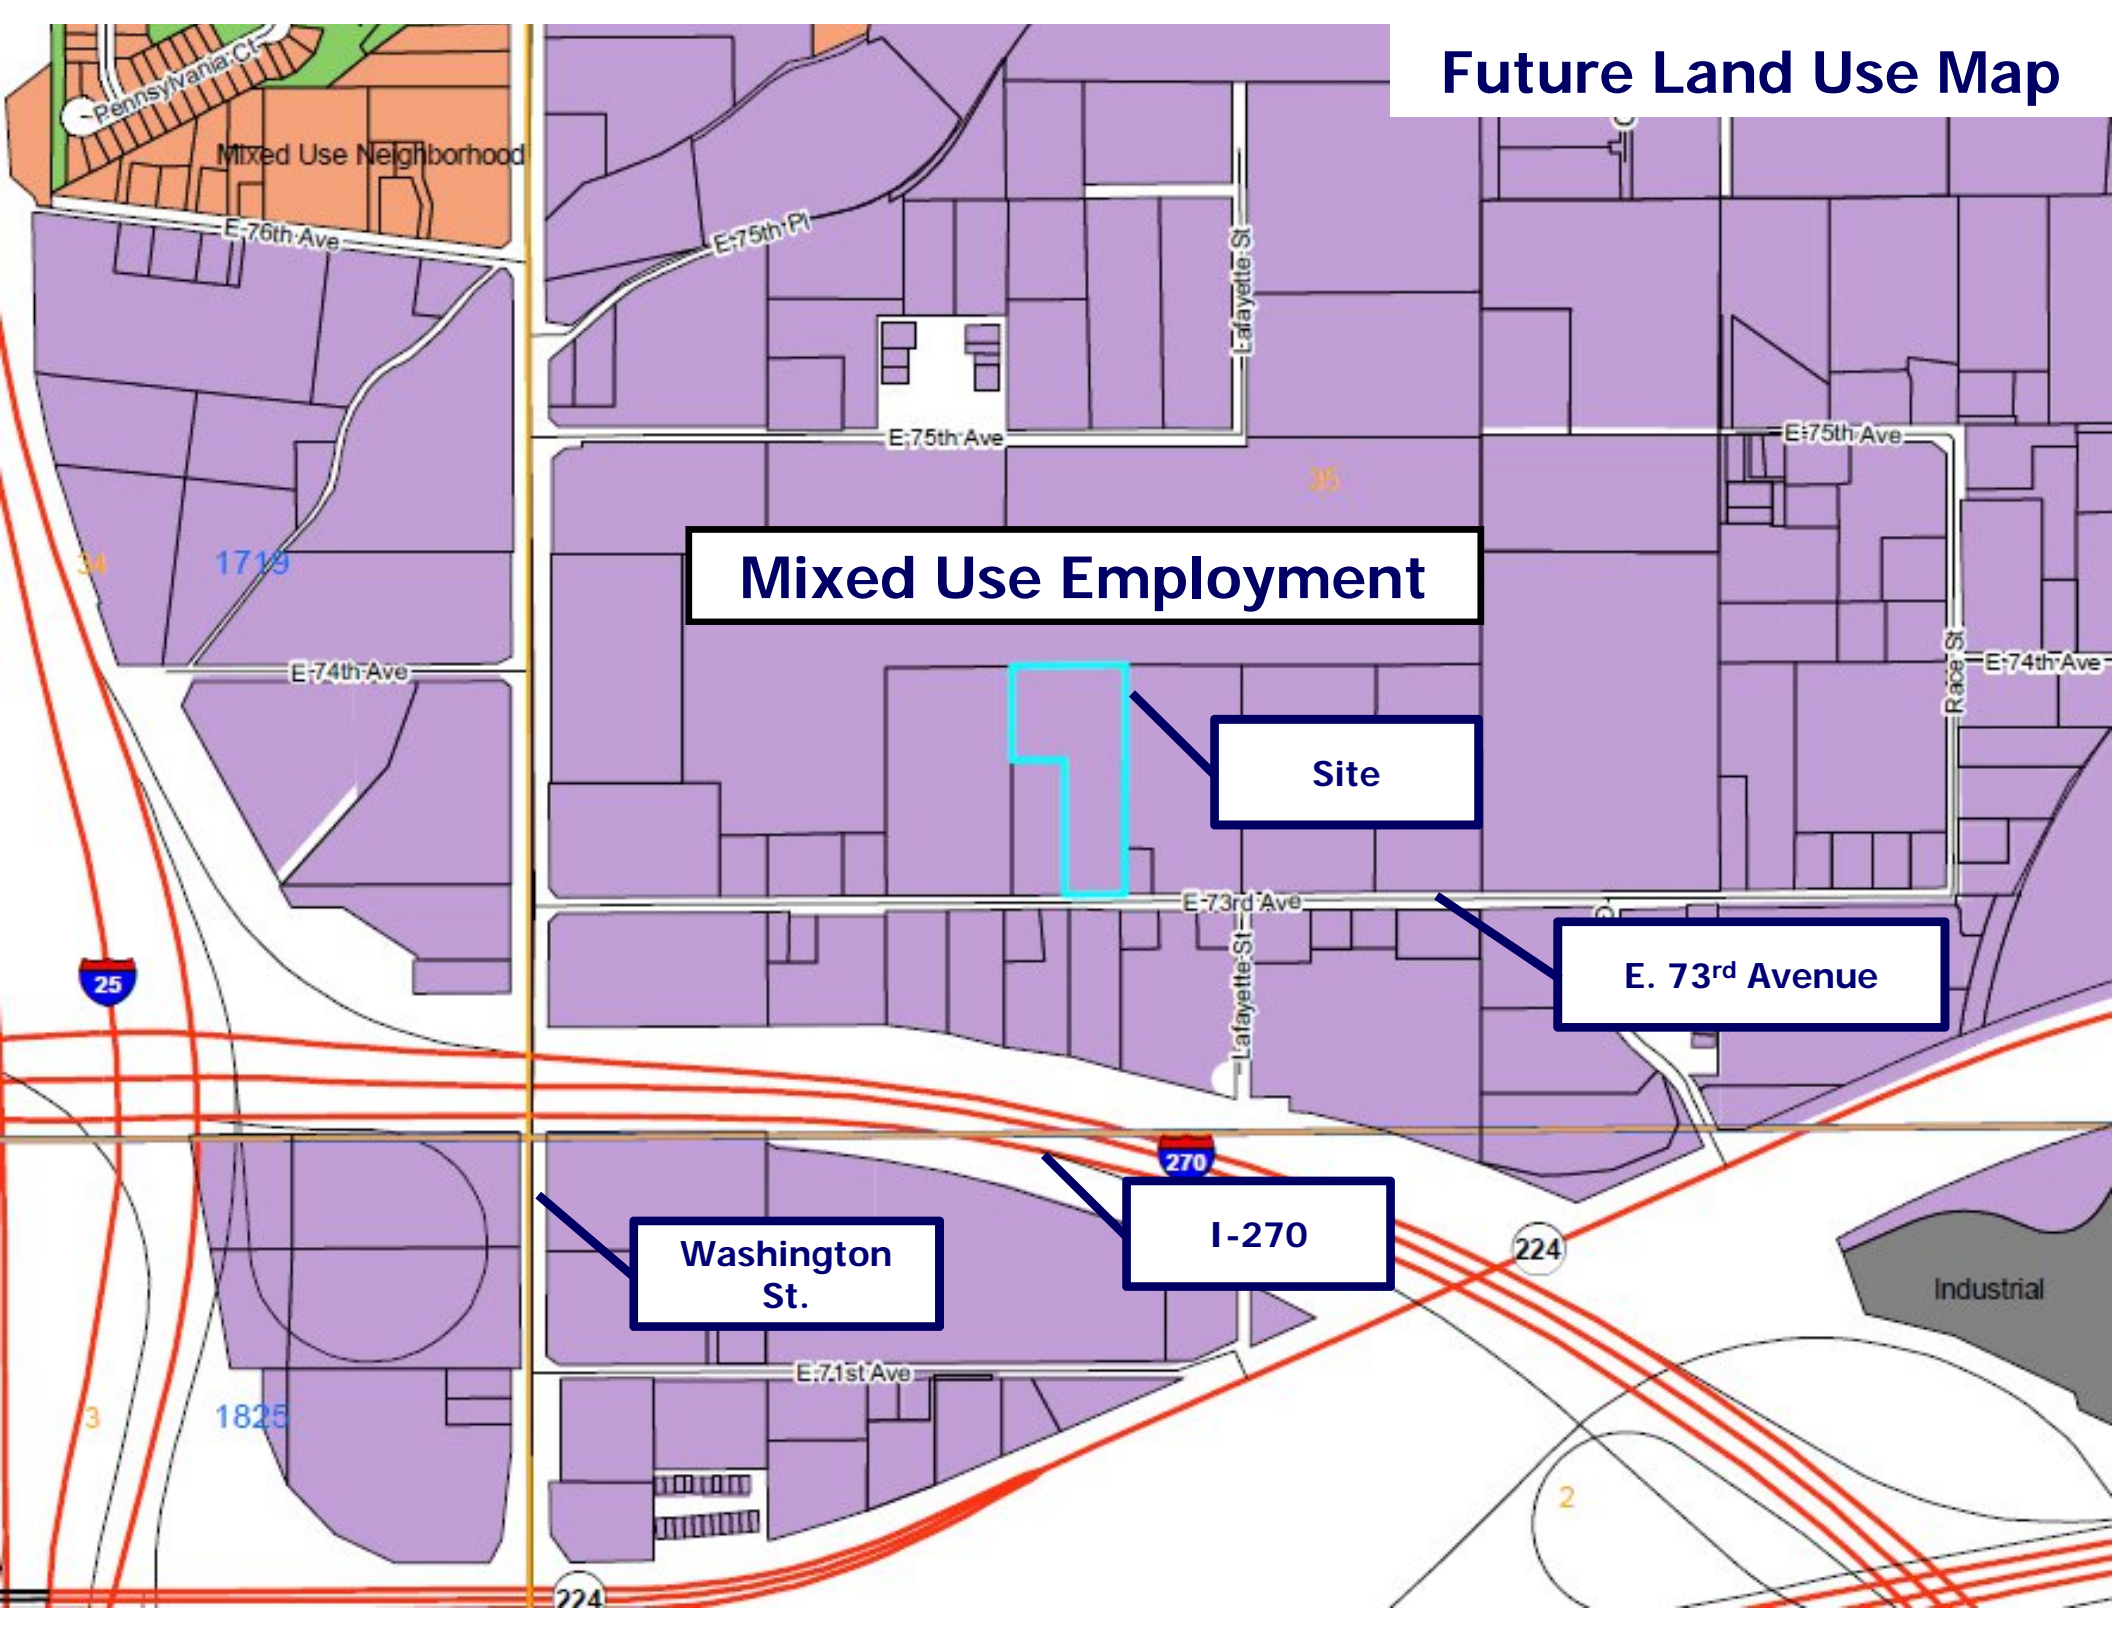 Future Land Use Map
Pennsylvania Ct
Mixed Use Neighborhood
E 76th Ave
E 75th Pl
Lafayette St
E 75th Ave
E 75th Ave
35
34
1719
Mixed Use Employment
E 74th Ave
Race St
E 74th Ave
Site
E 73rd Ave
Lafayette St
E. 73rd Avenue
25
270
I-270
Washington
St.
224
Industrial
E 71st Ave
3
1825
2
224